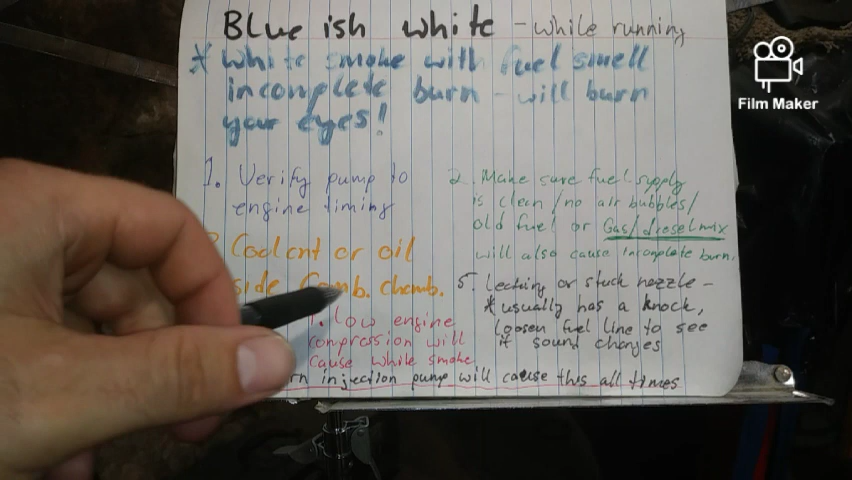 Blue ish white - while running
* White smoke with fuel smell
incomplete burn - will burn
your eyes!
1. Verify pump to
engine timing
2. Make sure fuel supply
is clean/no air bubbles/
old fuel or Gas/diesel mix
will also cause incomplete burn.
Coolant or oil
side Comb. chamb.
low engine
compression will
cause white smoke
5. Leaking or stuck nozzle -
* usually has a knock,
loosen fuel line to see
if sound changes
injection pump will cause this all times
Film Maker